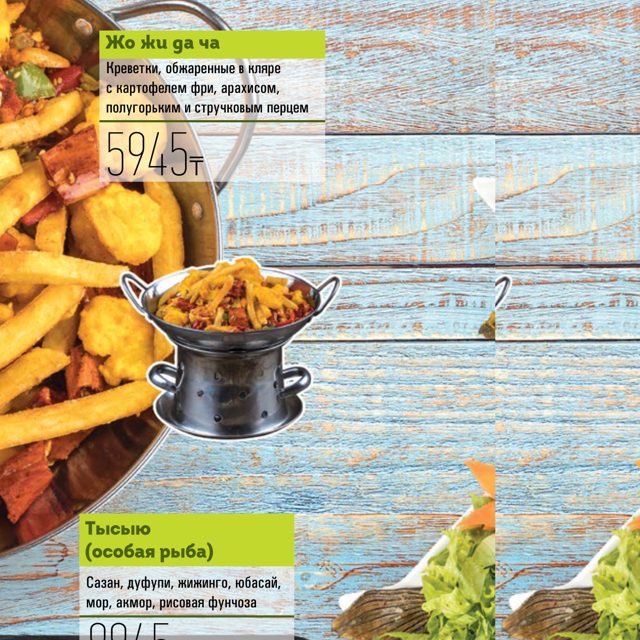 Жо жи да ча
Креветки, обжаренные в кляре
с картофелем фри, арахисом,
полугорьким и стручковым перцем
5945₸
Тысыю
(особая рыба)
Сазан, дуфупи, жижинго, юбасай,
мор, акмор, рисовая фунчоза